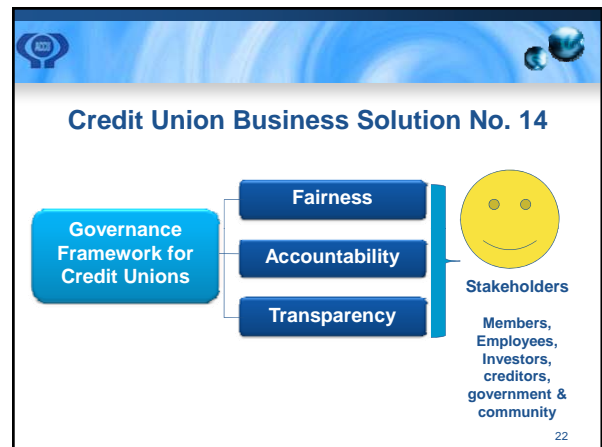 ACCU
Credit Union Business Solution No. 14
Governance
Framework for
Credit Unions
Fairness
Accountability
Transparency
Stakeholders
Members,
Employees,
Investors,
creditors,
government &
community
22